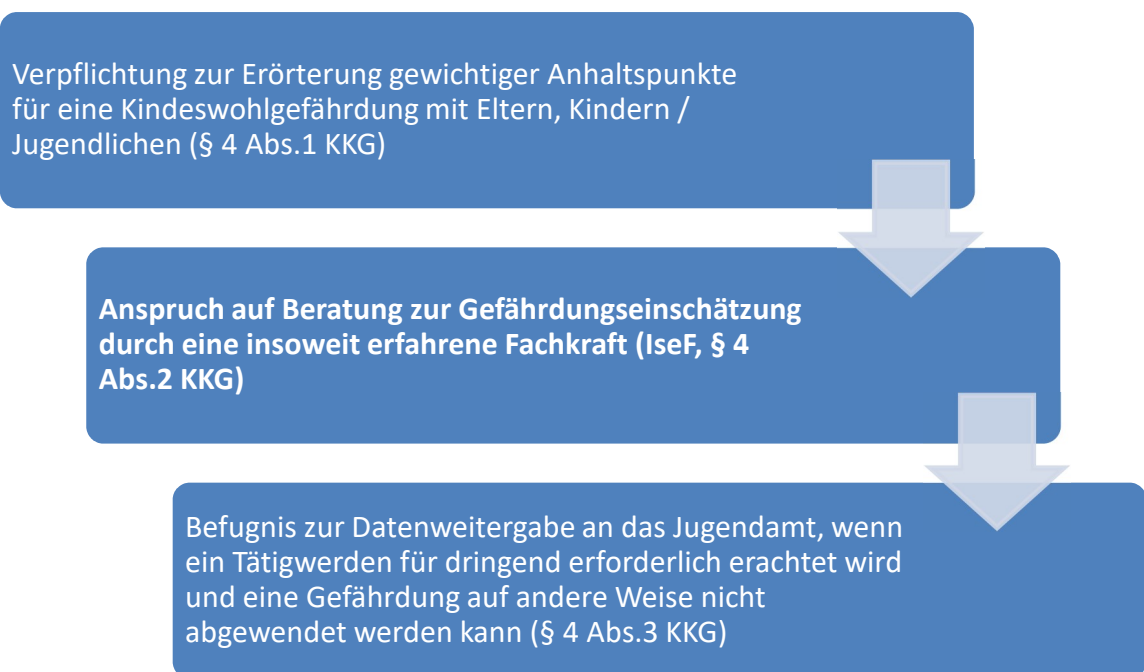 Verpflichtung zur Erörterung gewichtiger Anhaltspunkte
für eine Kindeswohlgefährdung mit Eltern, Kindern /
Jugendlichen (§ 4 Abs.1 KKG)
Anspruch auf Beratung zur Gefährdungseinschätzung
durch eine insoweit erfahrene Fachkraft (IseF, § 4
Abs.2 KKG)
Befugnis zur Datenweitergabe an das Jugendamt, wenn
ein Tätigwerden für dringend erforderlich erachtet wird
und eine Gefährdung auf andere Weise nicht
abgewendet werden kann (§ 4 Abs.3 KKG)